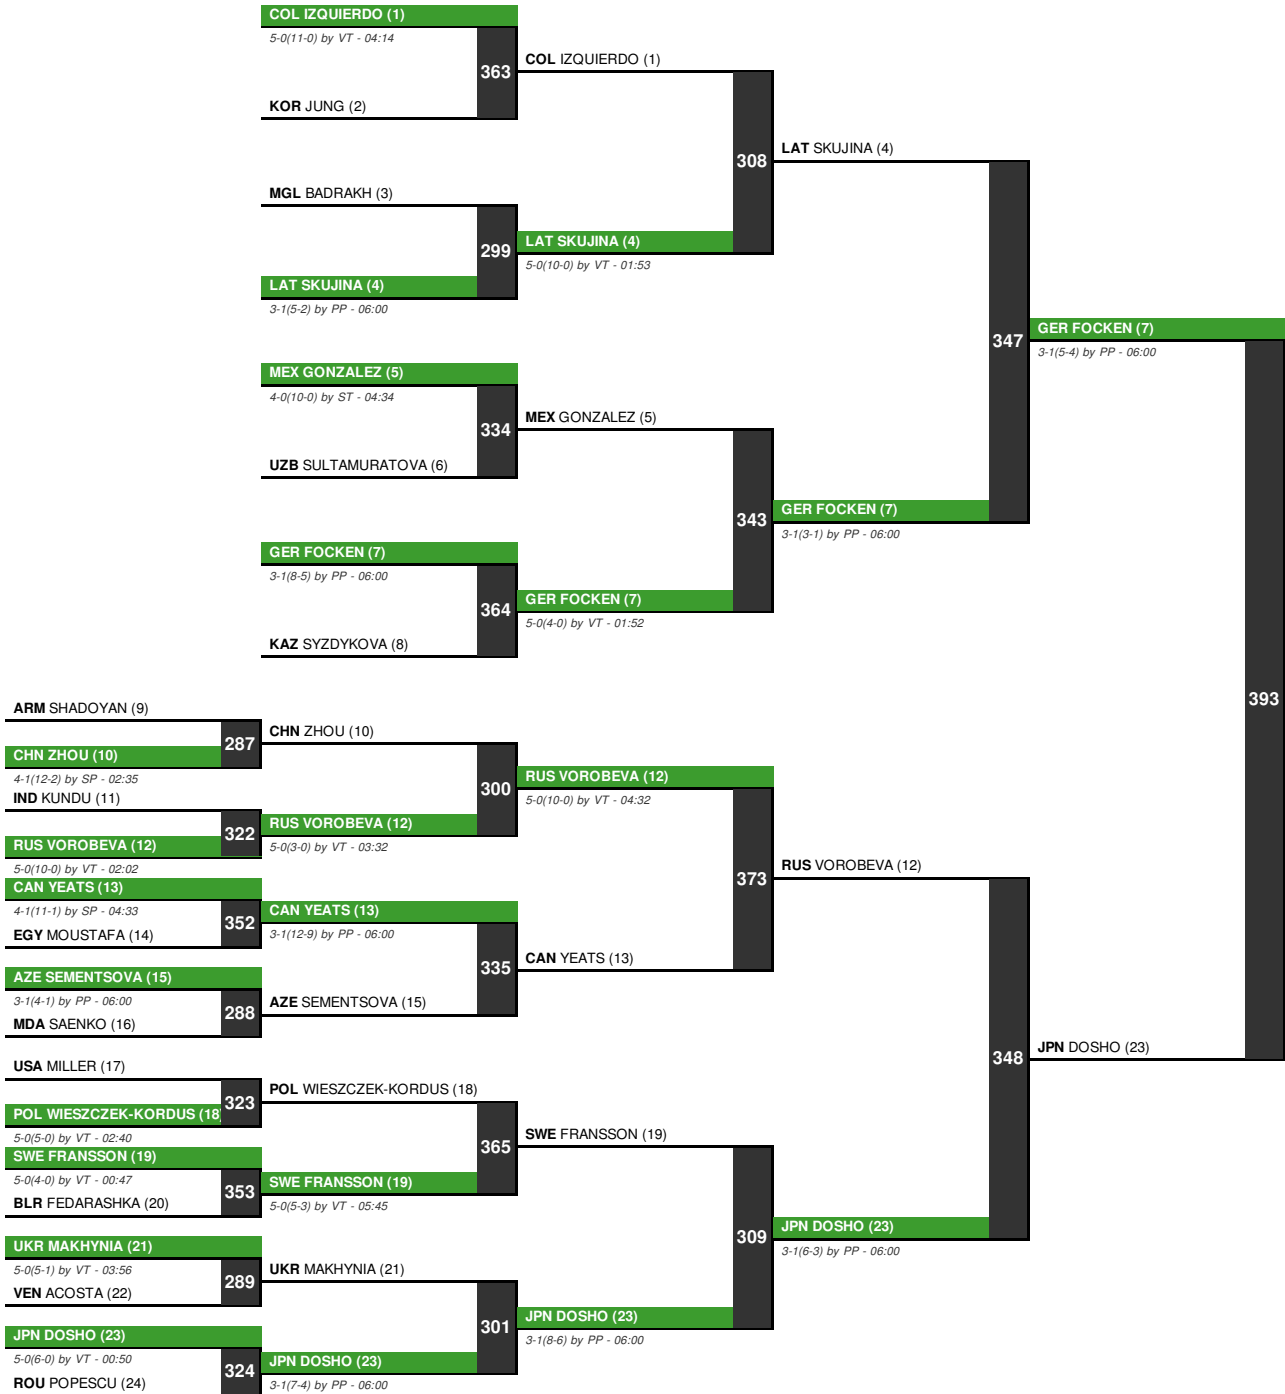 COL IZQUIERDO (1)
5-0(11-0) by VT - 04:14
363
KOR JUNG (2)
COL IZQUIERDO (1)
308
MGL BADRAKH (3)
299
LAT SKUJINA (4)
3-1(5-2) by PP - 06:00
LAT SKUJINA (4)
5-0(10-0) by VT - 01:53
LAT SKUJINA (4)
347
MEX GONZALEZ (5)
4-0(10-0) by ST - 04:34
334
UZB SULTAMURATOVA (6)
MEX GONZALEZ (5)
343
GER FOCKEN (7)
3-1(8-5) by PP - 06:00
364
KAZ SYZDYKOVA (8)
GER FOCKEN (7)
5-0(4-0) by VT - 01:52
GER FOCKEN (7)
3-1(3-1) by PP - 06:00
GER FOCKEN (7)
3-1(5-4) by PP - 06:00
393
ARM SHADOYAN (9)
287
CHN ZHOU (10)
4-1(12-2) by SP - 02:35
IND KUNDU (11)
322
RUS VOROBEVA (12)
5-0(10-0) by VT - 02:02
CHN ZHOU (10)
300
RUS VOROBEVA (12)
5-0(3-0) by VT - 03:32
RUS VOROBEVA (12)
5-0(10-0) by VT - 04:32
373
CAN YEATS (13)
4-1(11-1) by SP - 04:33
352
EGY MOUSTAFA (14)
CAN YEATS (13)
3-1(12-9) by PP - 06:00
335
AZE SEMENTSOVA (15)
3-1(4-1) by PP - 06:00
288
MDA SAENKO (16)
AZE SEMENTSOVA (15)
CAN YEATS (13)
RUS VOROBEVA (12)
348
USA MILLER (17)
323
POL WIESZCZEK-KORDUS (18
5-0(5-0) by VT - 02:40
SWE FRANSSON (19)
5-0(4-0) by VT - 00:47
353
BLR FEDARASHKA (20)
POL WIESZCZEK-KORDUS (18)
365
SWE FRANSSON (19)
5-0(5-3) by VT - 05:45
SWE FRANSSON (19)
309
UKR MAKHYNIA (21)
5-0(5-1) by VT - 03:56
289
VEN ACOSTA (22)
UKR MAKHYNIA (21)
301
JPN DOSHO (23)
5-0(6-0) by VT - 00:50
324
ROU POPESCU (24)
JPN DOSHO (23)
3-1(7-4) by PP - 06:00
JPN DOSHO (23)
3-1(8-6) by PP - 06:00
JPN DOSHO (23)
3-1(6-3) by PP - 06:00
JPN DOSHO (23)